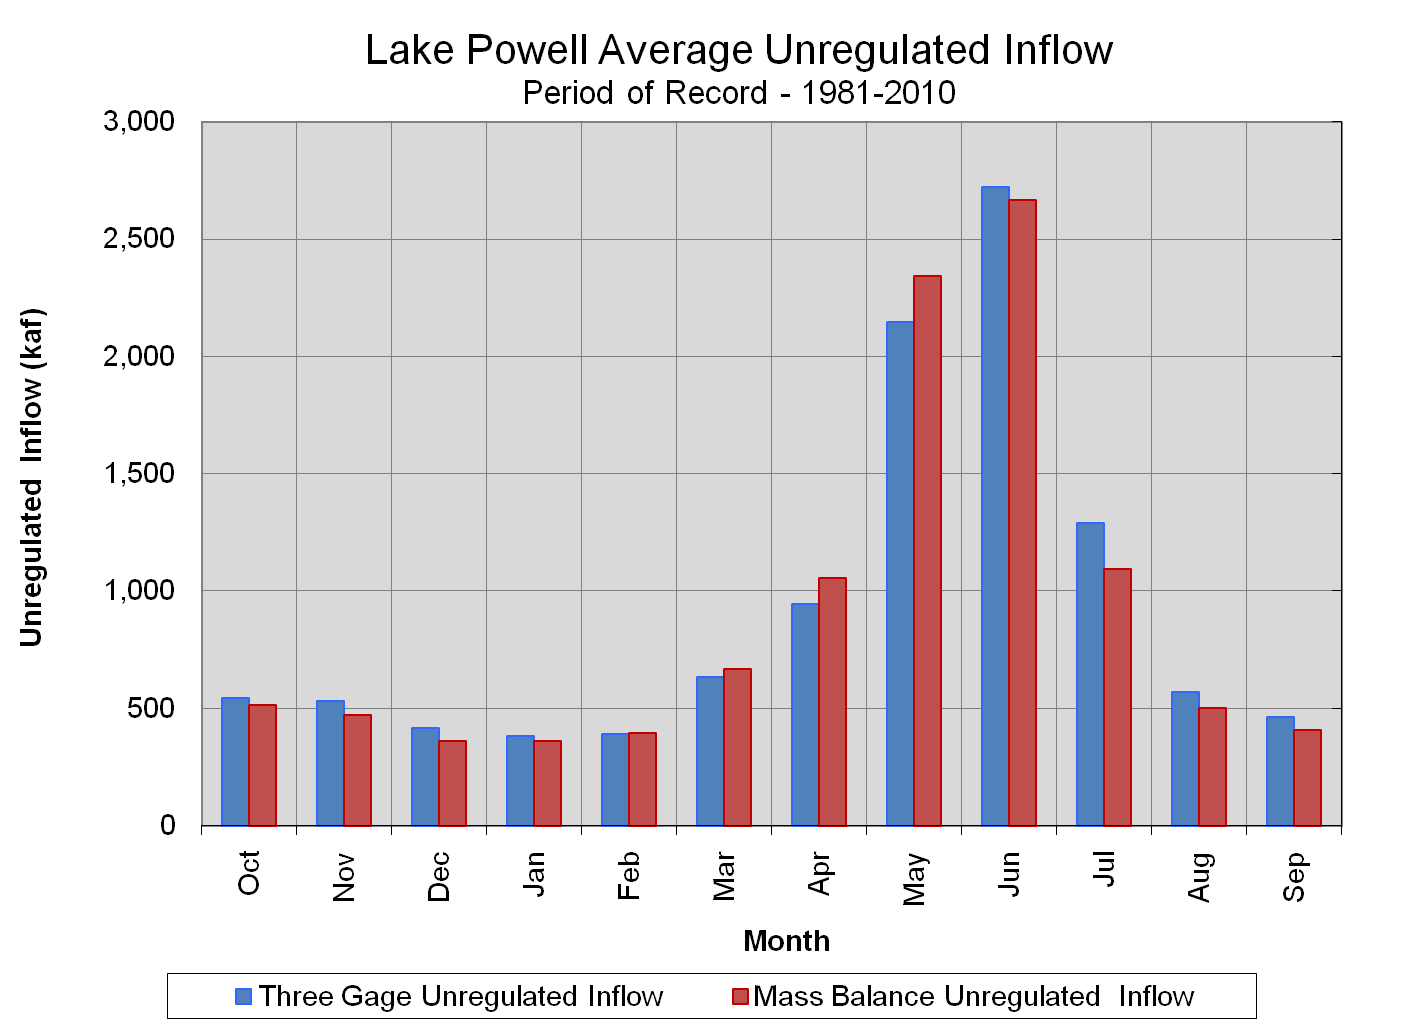 Lake Powell Average Unregulated Inflow
Period of Record - 1981-2010
Unregulated Inflow (kaf)
3,000
2,500
2,000
1,500
1,000
500
0
Oct
Nov
Dec
Jan
Feb
Mar
Apr
May
Jun
Jul
Aug
Sep
Month
Three Gage Unregulated Inflow
Mass Balance Unregulated Inflow